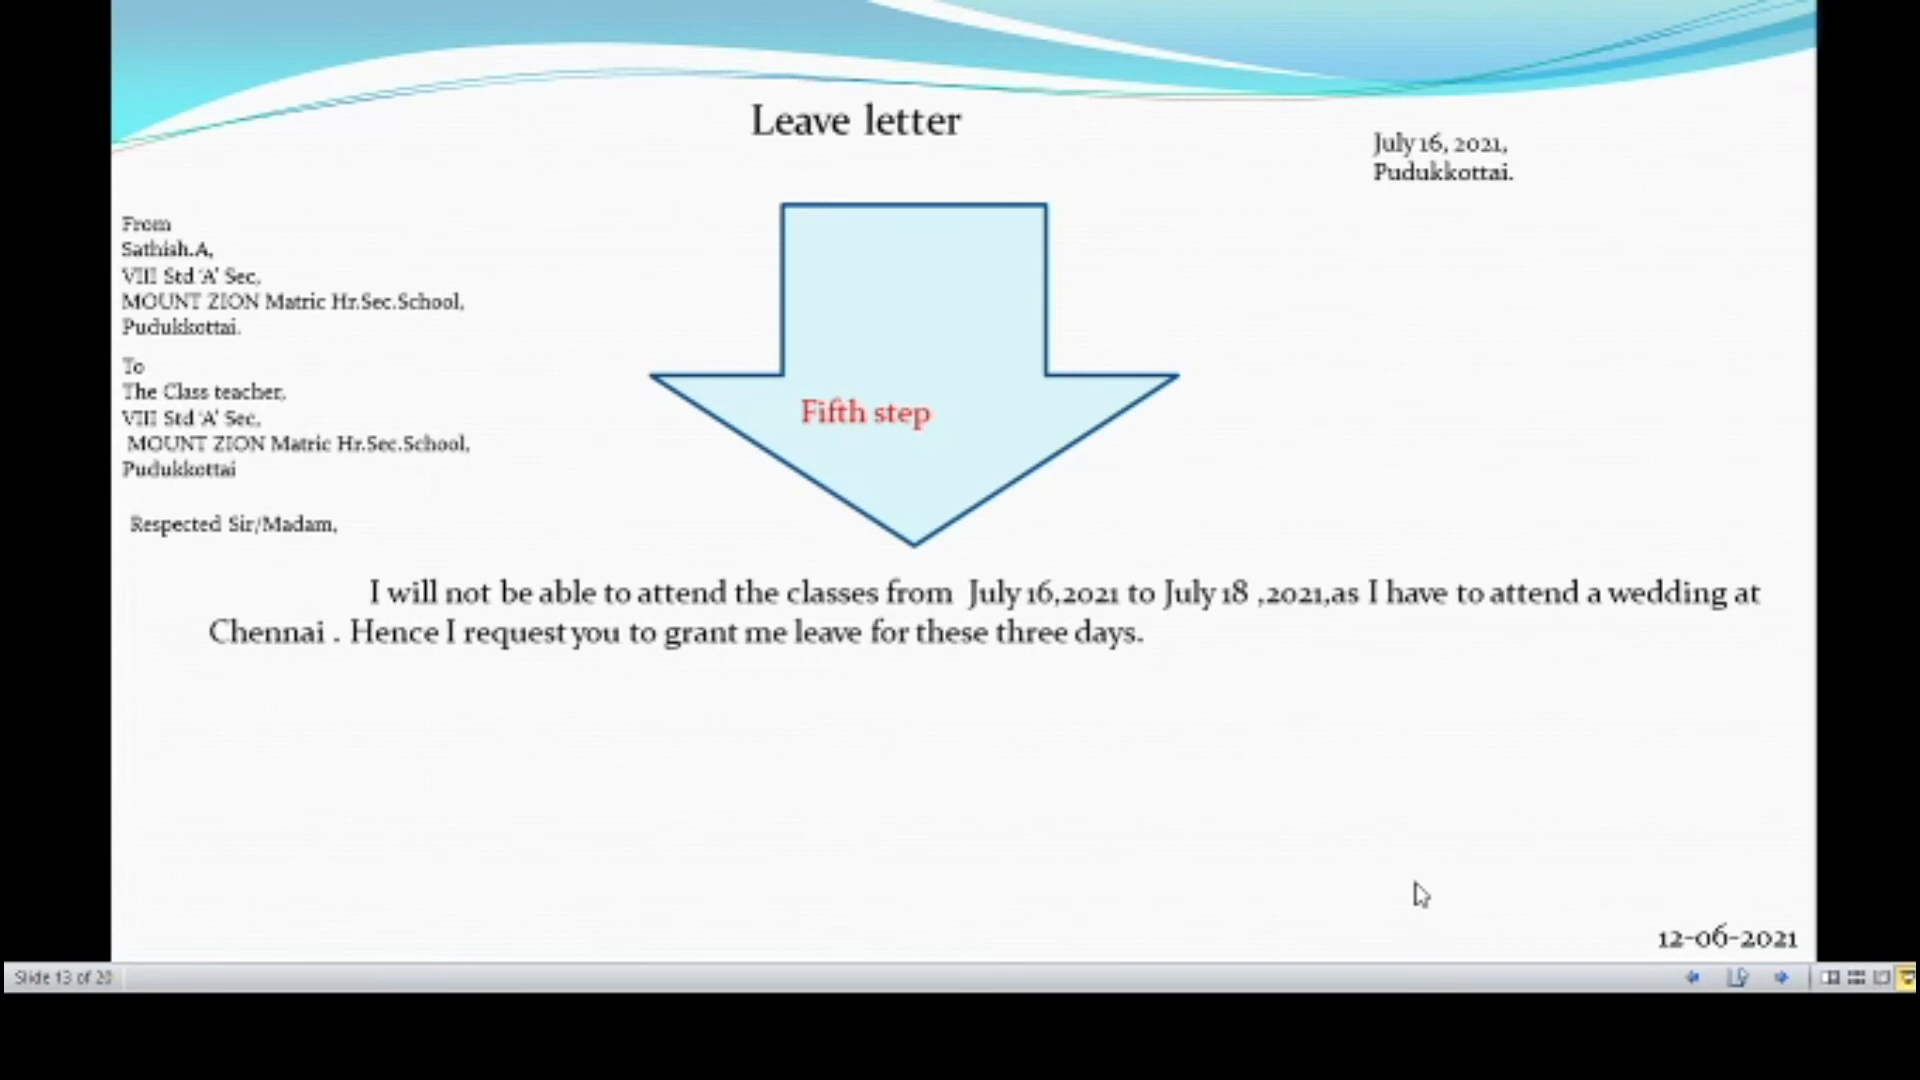 Leave letter
July 16, 2021,
Pudukkottai.
From
Sathish.A,
VIII Std ‘A’ Sec,
MOUNT ZION Matric Hr.Sec.School,
Pudukkottai.
To
The Class teacher,
VIII Std ‘A’ Sec,
MOUNT ZION Matric Hr.Sec.School,
Pudukkottai
Respected Sir/Madam,
Fifth step
I will not be able to attend the classes from July 16,2021 to July 18 ,2021,as I have to attend a wedding at
Chennai . Hence I request you to grant me leave for these three days.
12-06-2021
Slide 13 of 20